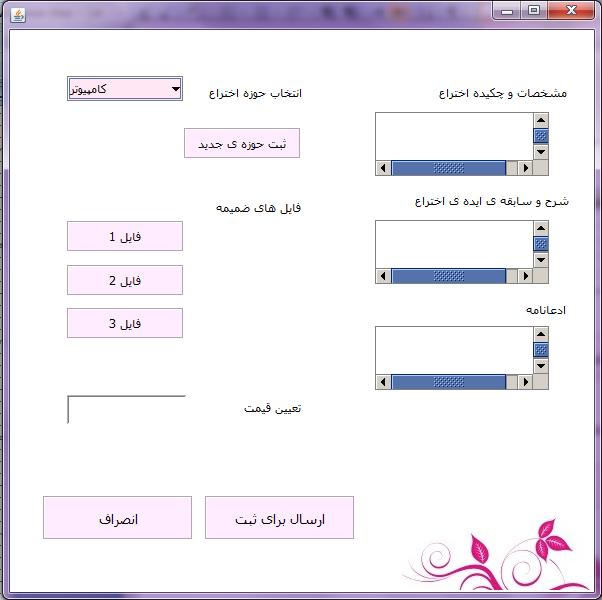 مشخصات و چکیده اختراع
انتخاب حوزه اختراع
کامپیوتر
ثبت حوزه ی جدید
شرح و سابقه ی ایده ی اختراع
فایل های ضمیمه
فایل 1
فایل 2
فایل 3
ادعانامه
تعیین قیمت
ارسال برای ثبت
انصراف